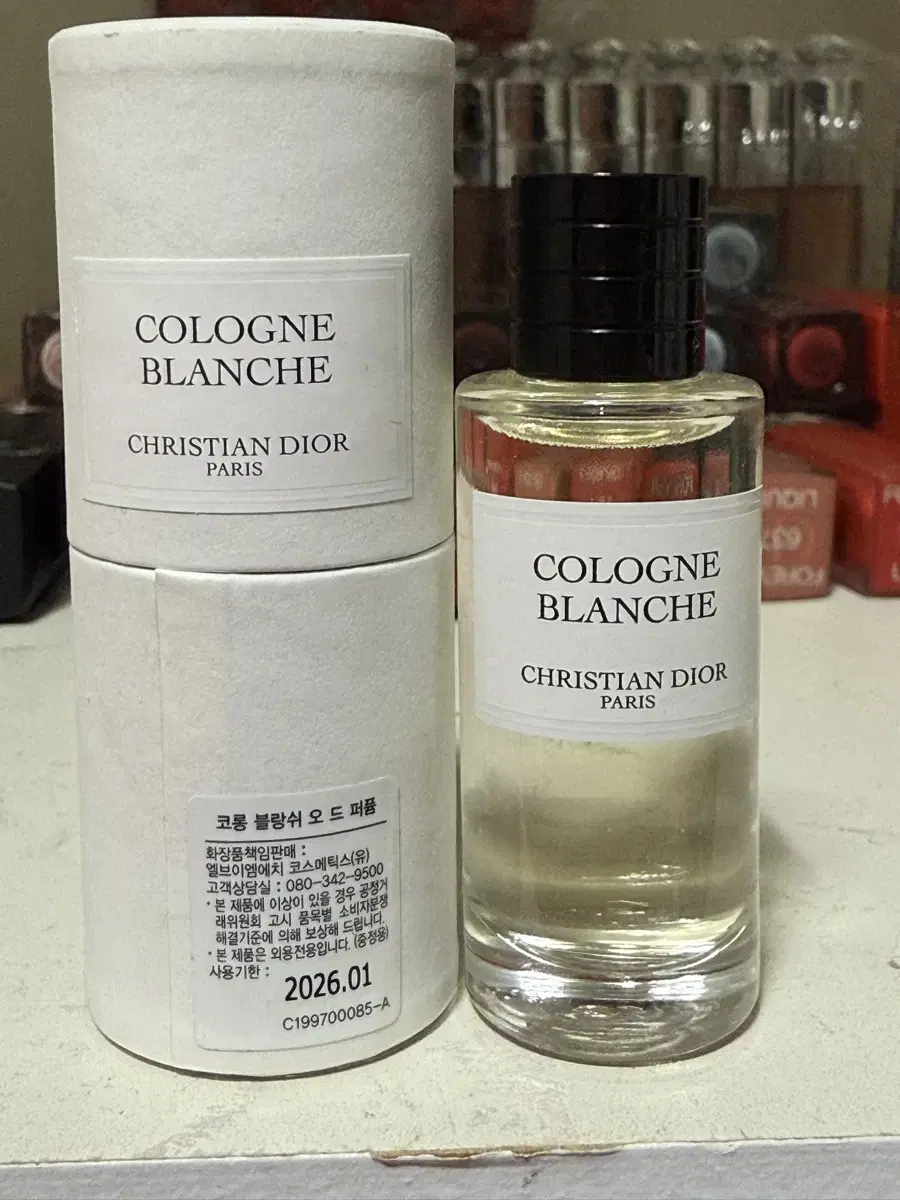 COLOGNE
BLANCHE
CHRISTIAN DIOR
PARIS
코롱 블랑쉬 오 드 퍼퓸
화장품책임판매 :
엘브이엠에치 코스메틱스(유)
고객상담실 : 080-342-9500
* 본 제품에 이상이 있을 경우 공정거
래위원회 고시 품목별 소비자분쟁
해결기준에 의해 보상해 드립니다.
* 본 제품은 외용전용입니다. (증정용)
사용기한 :
2026.01
C199700085-A
COLOGNE
BLANCHE
CHRISTIAN DIOR
PARIS